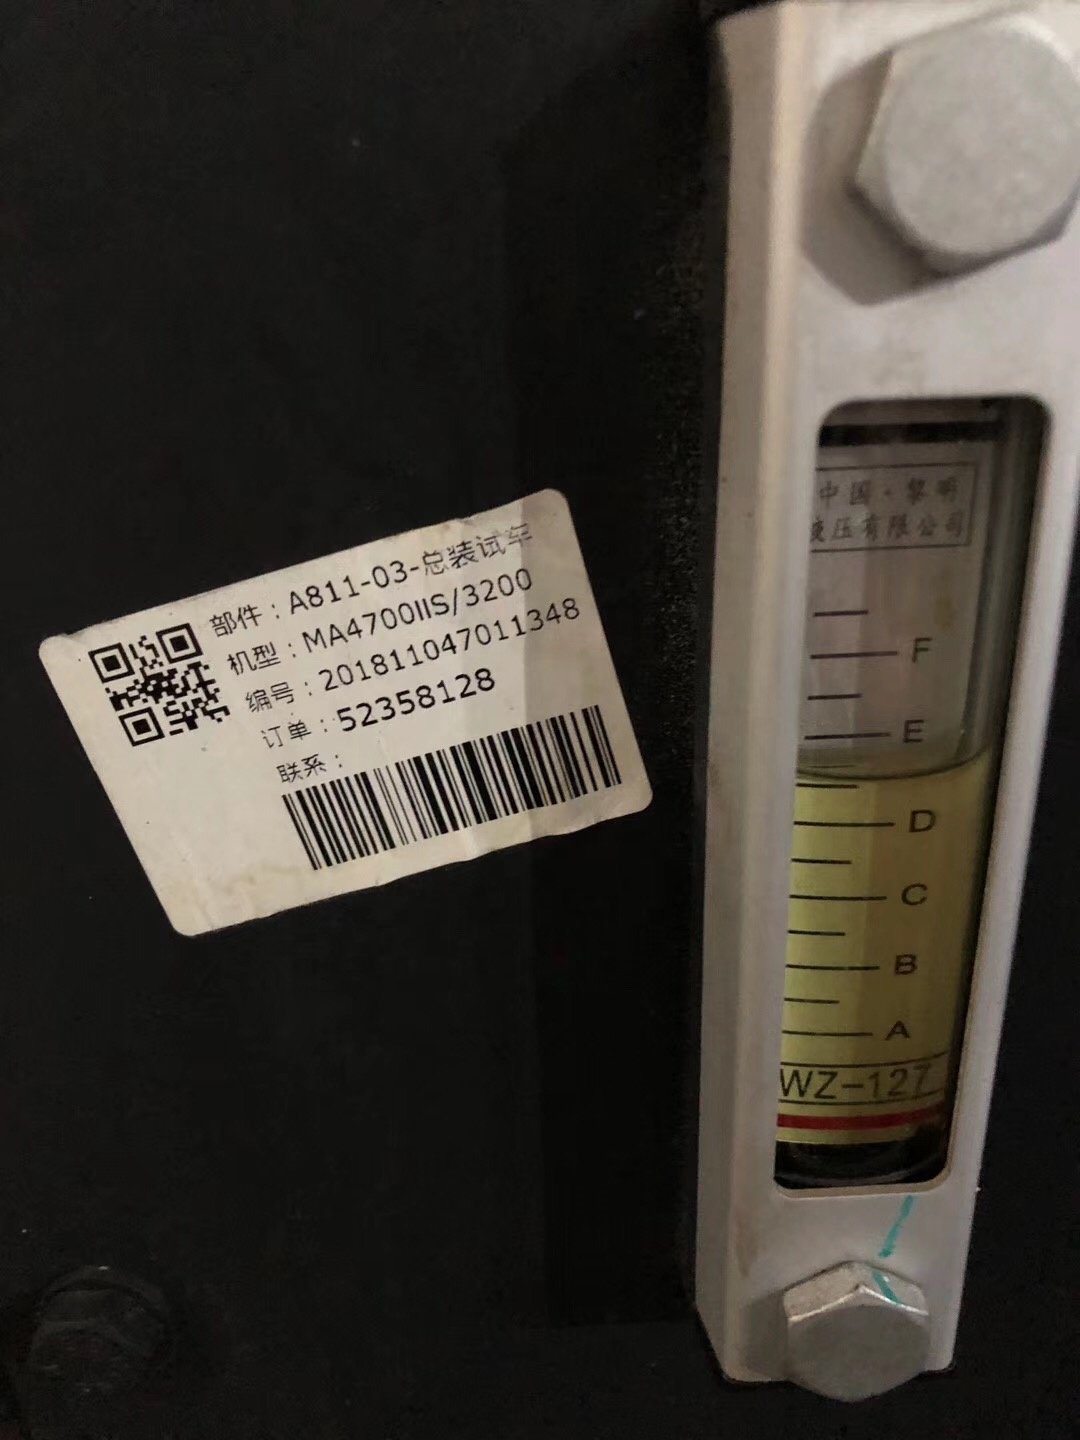 部件：A811-03-总装试车
机型：MA4700IIS/3200
编号：201811047011348
订单：52358128
联系：
中国·黎明
液压有限公司
F
E
D
C
B
A
WZ-127